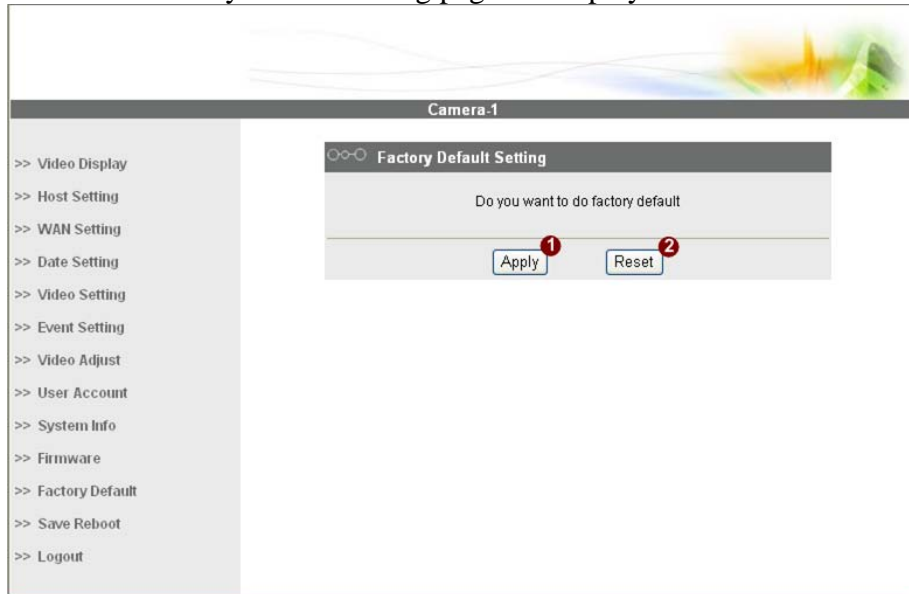 Camera-1
>> Video Display
>> Host Setting
>> WAN Setting
>> Date Setting
>> Video Setting
>> Event Setting
>> Video Adjust
>> User Account
>> System Info
>> Firmware
>> Factory Default
>> Save Reboot
>> Logout
Factory Default Setting
Do you want to do factory default
Apply 1 Reset 2